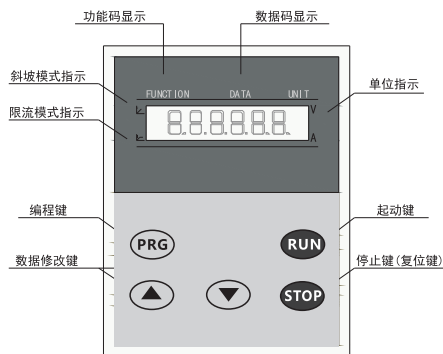 功能码显示 数据码显示
斜坡模式指示
FUNCTION DATA UNIT
单位指示
V
限流模式指示
A
编程键
起动键
PRG RUN
数据修改键
停止键(复位键)
STOP